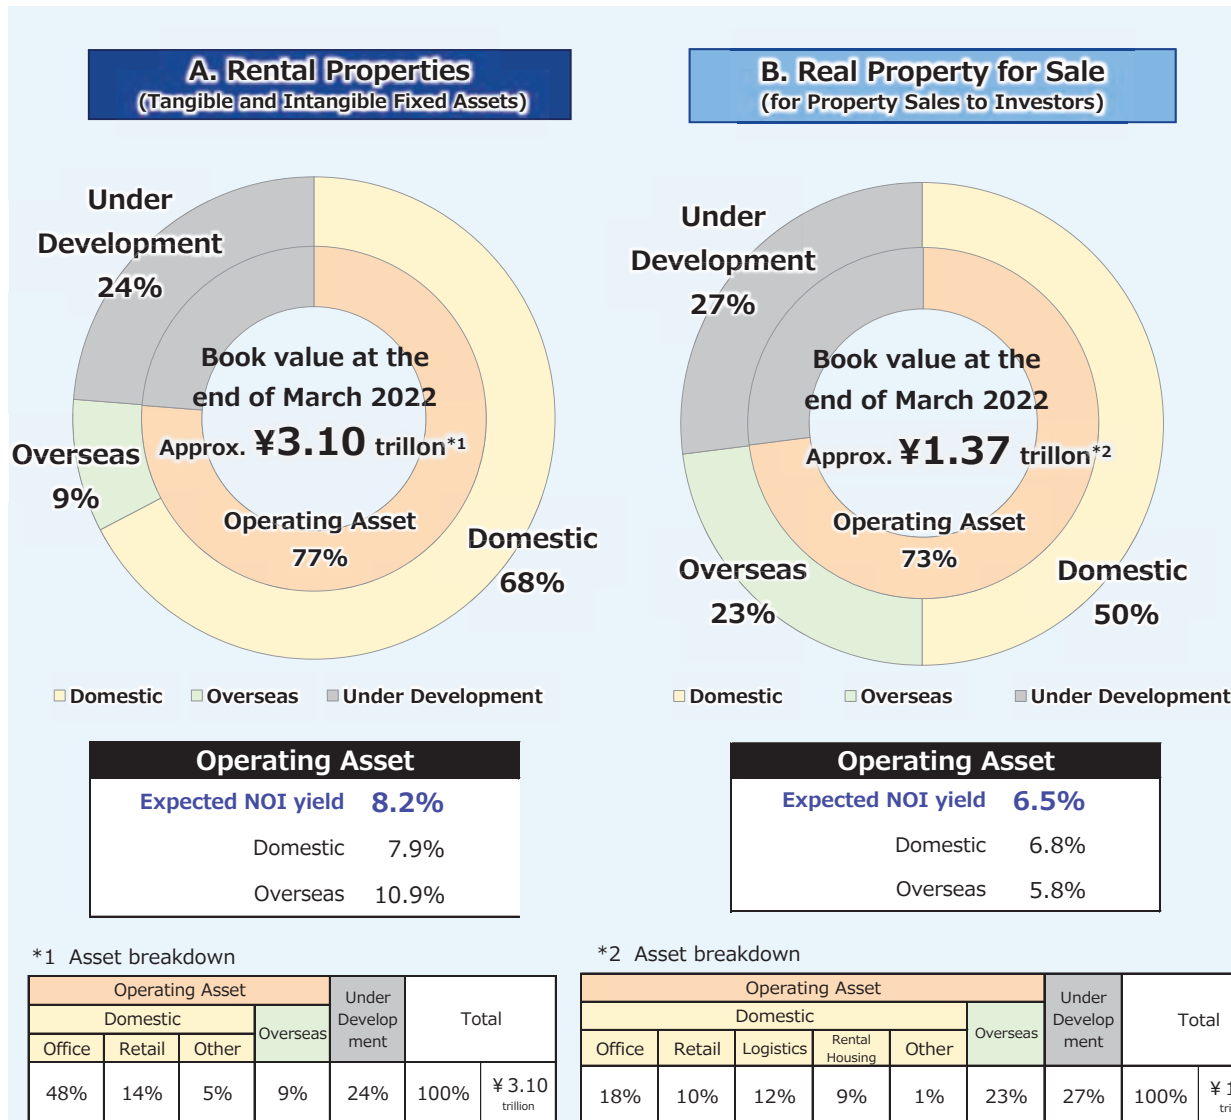 A. Rental Properties
(Tangible and Intangible Fixed Assets)
Under
Development
24%
Overseas
9%
Book value at the
end of March 2022
Approx. ¥3.10 trillon*1
Operating Asset
77%
Domestic
68%
Domestic Overseas Under Development
Operating Asset
Expected NOI yield 8.2%
Domestic 7.9%
Overseas 10.9%
*1 Asset breakdown
Operating Asset
Domestic
Overseas
Under
Develop
ment
Total
Office Retail Other
48% 14% 5% 9% 24% 100% ¥ 3.10
trillion
B. Real Property for Sale
(for Property Sales to Investors)
Under
Development
27%
Book value at the
end of March 2022
Approx. ¥1.37 trillon*2
Operating Asset
73%
Overseas
23%
Domestic
50%
Domestic Overseas Under Development
Operating Asset
Expected NOI yield 6.5%
Domestic 6.8%
Overseas 5.8%
*2 Asset breakdown
Operating Asset
Domestic
Overseas
Under
Develop
ment
Total
Office Retail Logistics Rental
Housing Other
18% 10% 12% 9% 1% 23% 27% 100%